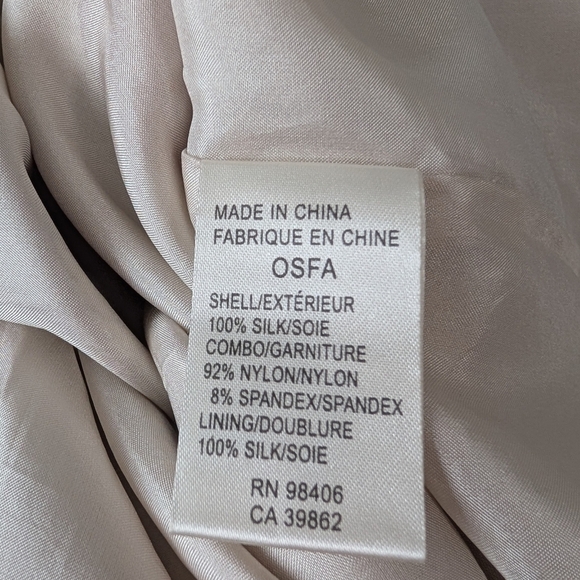 MADE IN CHINA
FABRIQUE EN CHINE
OSFA
SHELL/EXTÉRIEUR
100% SILK/SOIE
COMBO/GARNITURE
92% NYLON/NYLON
8% SPANDEX/SPANDEX
LINING/DOUBLURE
100% SILK/SOIE
RN 98406
CA 39862